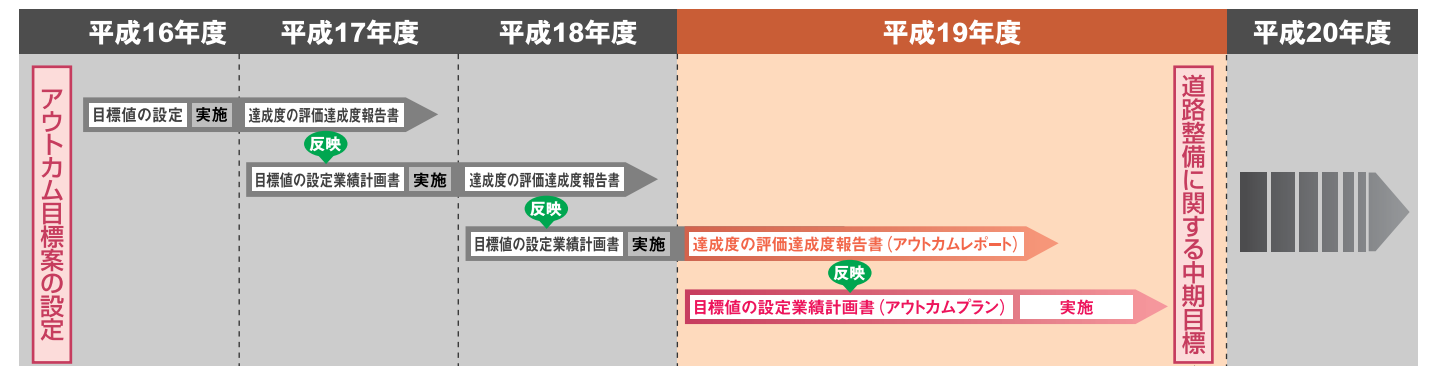 平成16年度
平成17年度
平成18年度
平成19年度
平成20年度
アウトカム目標案の設定
目標値の設定
実施
達成度の評価達成度報告書
反映
目標値の設定業績計画書
実施
達成度の評価達成度報告書
反映
目標値の設定業績計画書
実施
達成度の評価達成度報告書（アウトカムレポート）
反映
目標値の設定業績計画書（アウトカムプラン）
実施
道路整備に関する中期目標